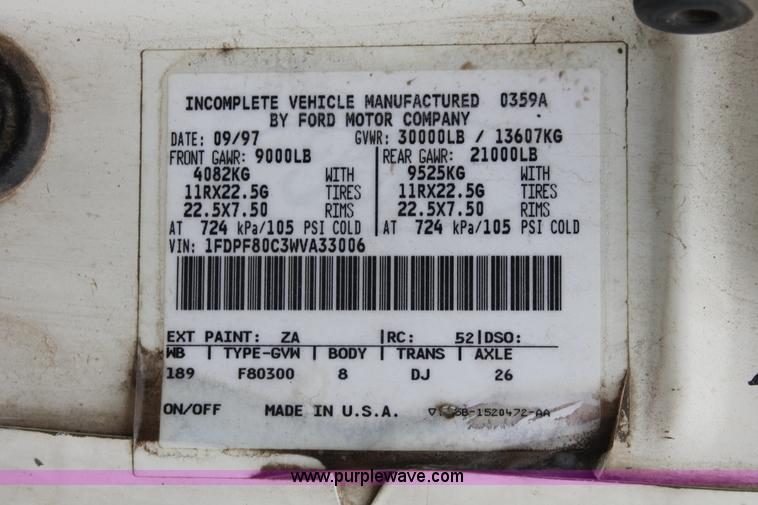 INCOMPLETE VEHICLE MANUFACTURED 0359A
BY FORD MOTOR COMPANY
DATE: 09/97 GVWR: 30000LB / 13607KG
FRONT GAWR: 9000LB REAR GAWR: 21000LB
4082KG WITH 9525KG WITH
11RX22.5G TIRES 11RX22.5G TIRES
22.5X7.50 RIMS 22.5X7.50 RIMS
AT 724 kPa/105 PSI COLD AT 724 kPa/105 PSI COLD
VIN: 1FDPF80C3WVA33006
EXT PAINT: ZA RC: 52 DSO:
WB TYPE-GVW BODY TRANS AXLE
189 F80300 8 DJ 26
ON/OFF MADE IN U.S.A. -1520472-AA
www.purplewave.com